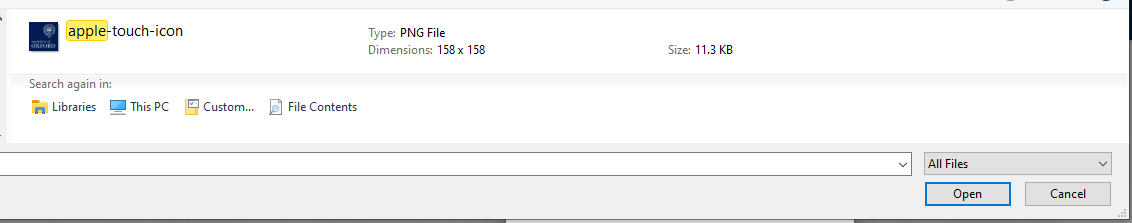 apple-touch-icon
Type: PNG File
Dimensions: 158 x 158
Size: 11.3 KB
OXFORD
Search again in:
Libraries This PC Custom... File Contents
All Files
Open Cancel